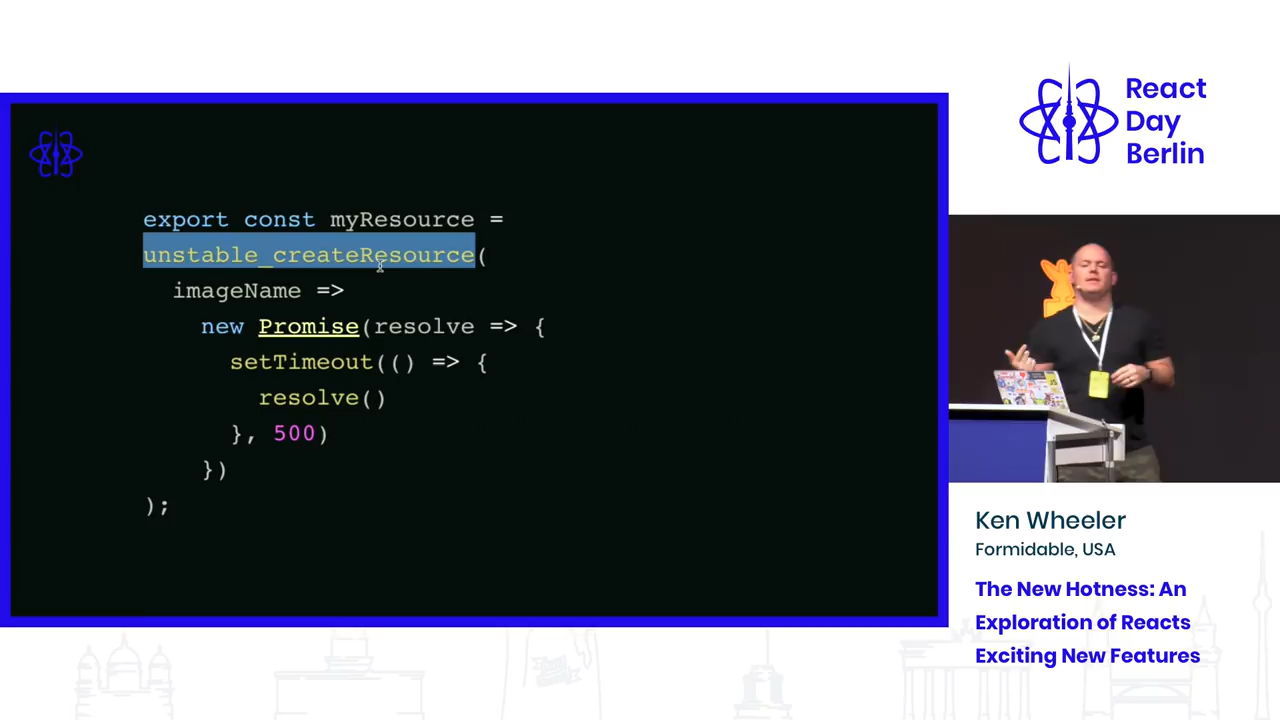 export const myResource =
unstable_createResource(
imageName =>
new Promise(resolve => {
setTimeout(() => {
resolve()
}, 500)
})
);
React
Day
Berlin
Ken Wheeler
Formidable, USA
The New Hotness: An
Exploration of Reacts
Exciting New Features